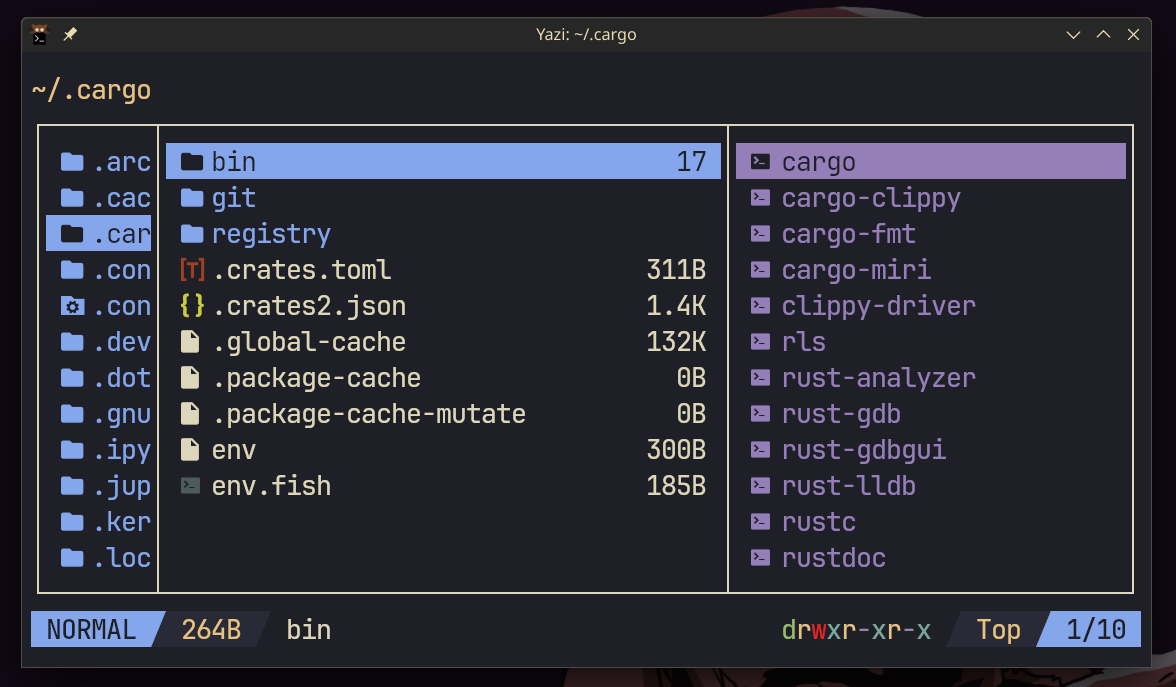 Yazi: ~/.cargo
~/.cargo
.arc
.cac
.car
.con
.con
.dev
.dot
.gnu
.ipy
.jup
.ker
.loc
bin 17
git
registry
[T] .crates.toml 311B
{} .crates2.json 1.4K
.global-cache 132K
.package-cache 0B
.package-cache-mutate 0B
env 300B
env.fish 185B
cargo
cargo-clippy
cargo-fmt
cargo-miri
clippy-driver
rls
rust-analyzer
rust-gdb
rust-gdbgui
rust-lldb
rustc
rustdoc
NORMAL 264B bin drwxr-xr-x Top 1/10